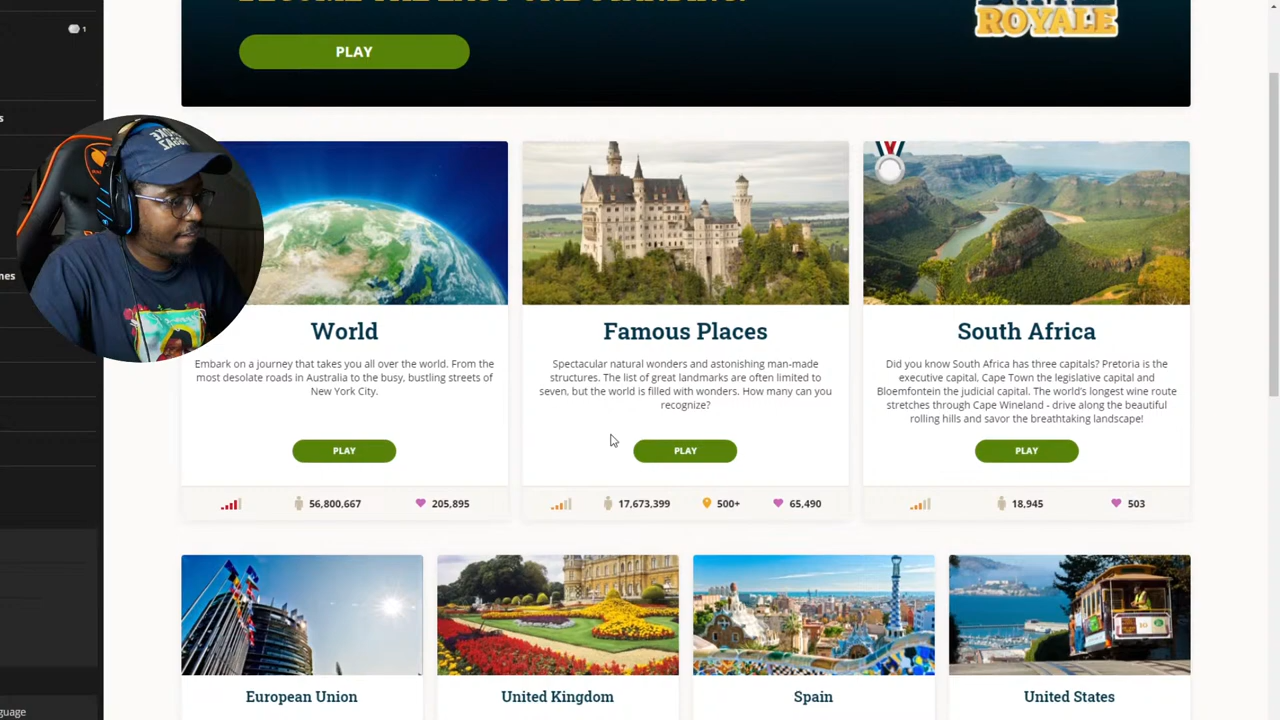 ROYALE
PLAY
1
World
Embark on a journey that takes you all over the world. From the
most desolate roads in Australia to the busy, bustling streets of
New York City.
PLAY
56,800,667
205,895
Famous Places
Spectacular natural wonders and astonishing man-made
structures. The list of great landmarks are often limited to
seven, but the world is filled with wonders. How many can you
recognize?
PLAY
17,673,399
500+
65,490
South Africa
Did you know South Africa has three capitals? Pretoria is the
executive capital, Cape Town the legislative capital and
Bloemfontein the judicial capital. The world's longest wine route
stretches through Cape Wineland - drive along the beautiful
rolling hills and savor the breathtaking landscape!
PLAY
18,945
503
European Union
United Kingdom
Spain
United States